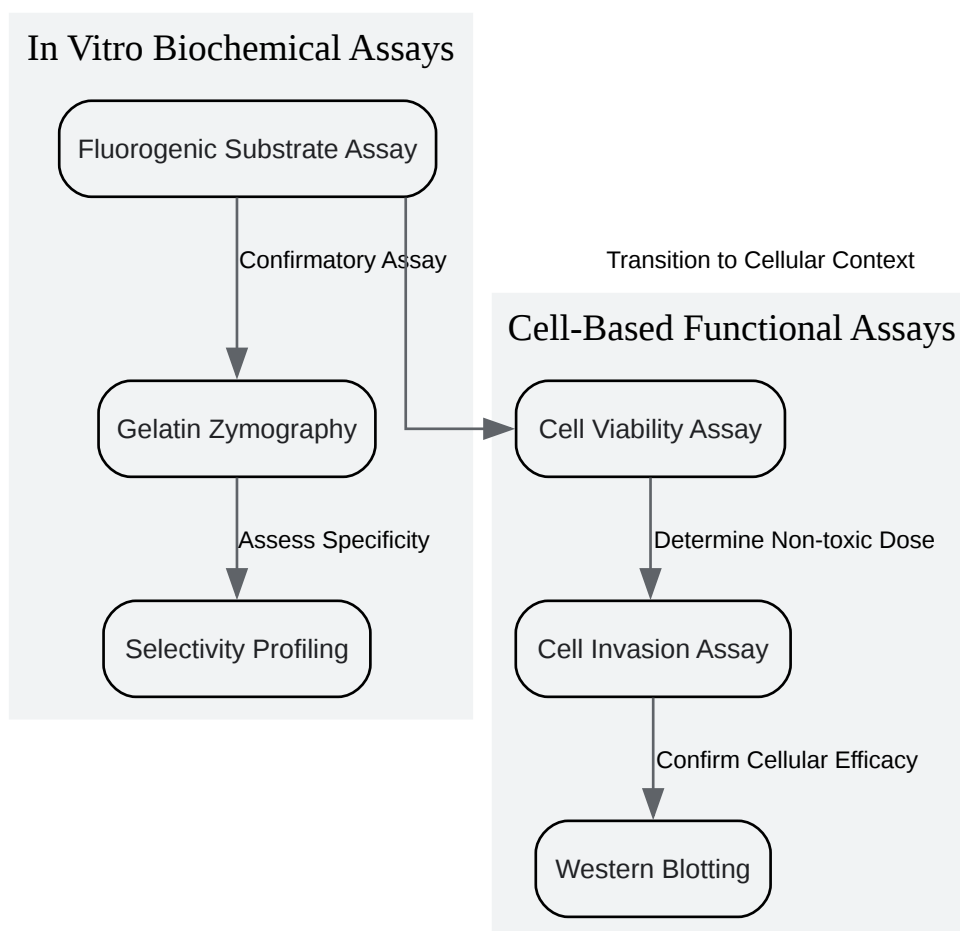 In Vitro Biochemical Assays
Fluorogenic Substrate Assay
Confirmatory Assay
Transition to Cellular Context
Cell-Based Functional Assays
Gelatin Zymography
Cell Viability Assay
Assess Specificity
Determine Non-toxic Dose
Selectivity Profiling
Cell Invasion Assay
Confirm Cellular Efficacy
Western Blotting